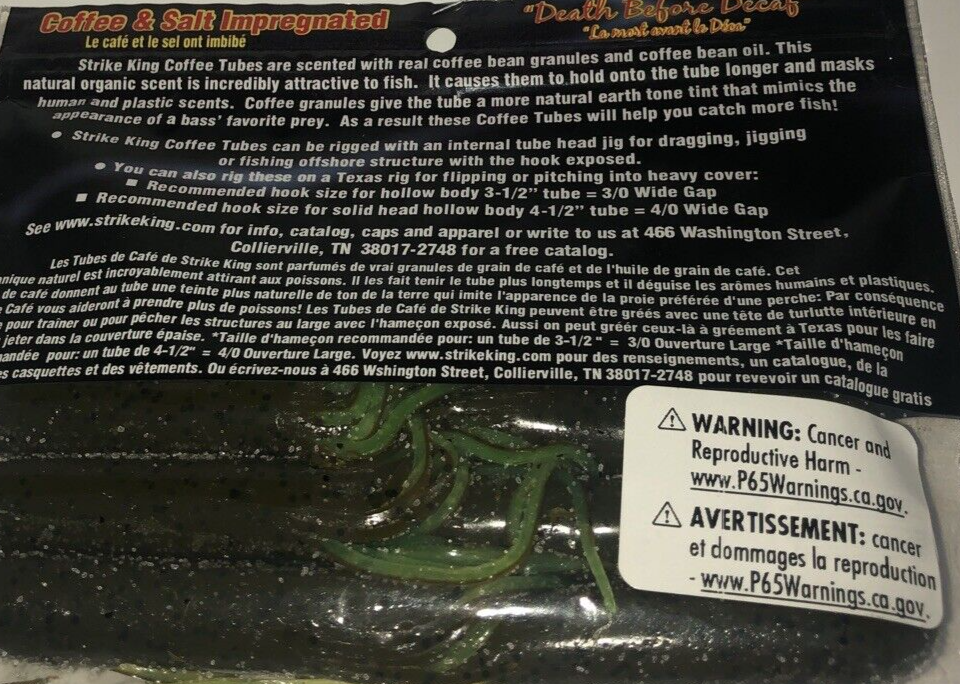 Coffee & Salt Impregnated
Le café et le sel ont imbibé
"Death Before Decaf"
"La mort avant le Déca"
Strike King Coffee Tubes are scented with real coffee bean granules and coffee bean oil. This
natural organic scent is incredibly attractive to fish. It causes them to hold onto the tube longer and masks
human and plastic scents. Coffee granules give the tube a more natural earth tone tint that mimics the
appearance of a bass' favorite prey. As a result these Coffee Tubes will help you catch more fish!
• Strike King Coffee Tubes can be rigged with an internal tube head jig for dragging, jigging
or fishing offshore structure with the hook exposed.
• You can also rig these on a Texas rig for flipping or pitching into heavy cover:
■ Recommended hook size for hollow body 3-1/2" tube = 3/0 Wide Gap
■ Recommended hook size for solid head hollow body 4-1/2" tube = 4/0 Wide Gap
See www.strikeking.com for info, catalog, caps and apparel or write to us at 466 Washington Street,
Collierville, TN 38017-2748 for a free catalog.
Les Tubes de Café de Strike King sont parfumés de vrai granules de grain de café et de l'huile de grain de café. Cet
nique naturel est incroyablement attirant aux poissons. Il les fait tenir le tube plus longtemps et il déguise les arômes humains et plastiques.
de café donnent au tube une teinte plus naturelle de ton de la terre qui imite l'apparence de la proie préférée d'une perche: Par conséquence
Café vous aideront à prendre plus de poissons! Les Tubes de Café de Strike King peuvent être gréés avec une tête de turlutte intérieure en
pour traîner ou pour pêcher les structures au large avec l'hameçon exposé. Aussi on peut gréér ceux-là à gréement à Texas pour les faire
jeter dans la couverture épaise. *Taille d'hameçon recommandée pour: un tube de 3-1/2" = 3/0 Ouverture Large *Taille d'hameçon
andée pour: un tube de 4-1/2" = 4/0 Ouverture Large. Voyez www.strikeking.com pour des renseignements, un catalogue, de la
es casquettes et des vêtements. Ou écrivez-nous à 466 Wshington Street, Collierville, TN 38017-2748 pour revevoir un catalogue gratis
⚠ WARNING: Cancer and
Reproductive Harm -
www.P65Warnings.ca.gov.
⚠ AVERTISSEMENT: cancer
et dommages la reproduction
- www.P65Warnings.ca.gov.